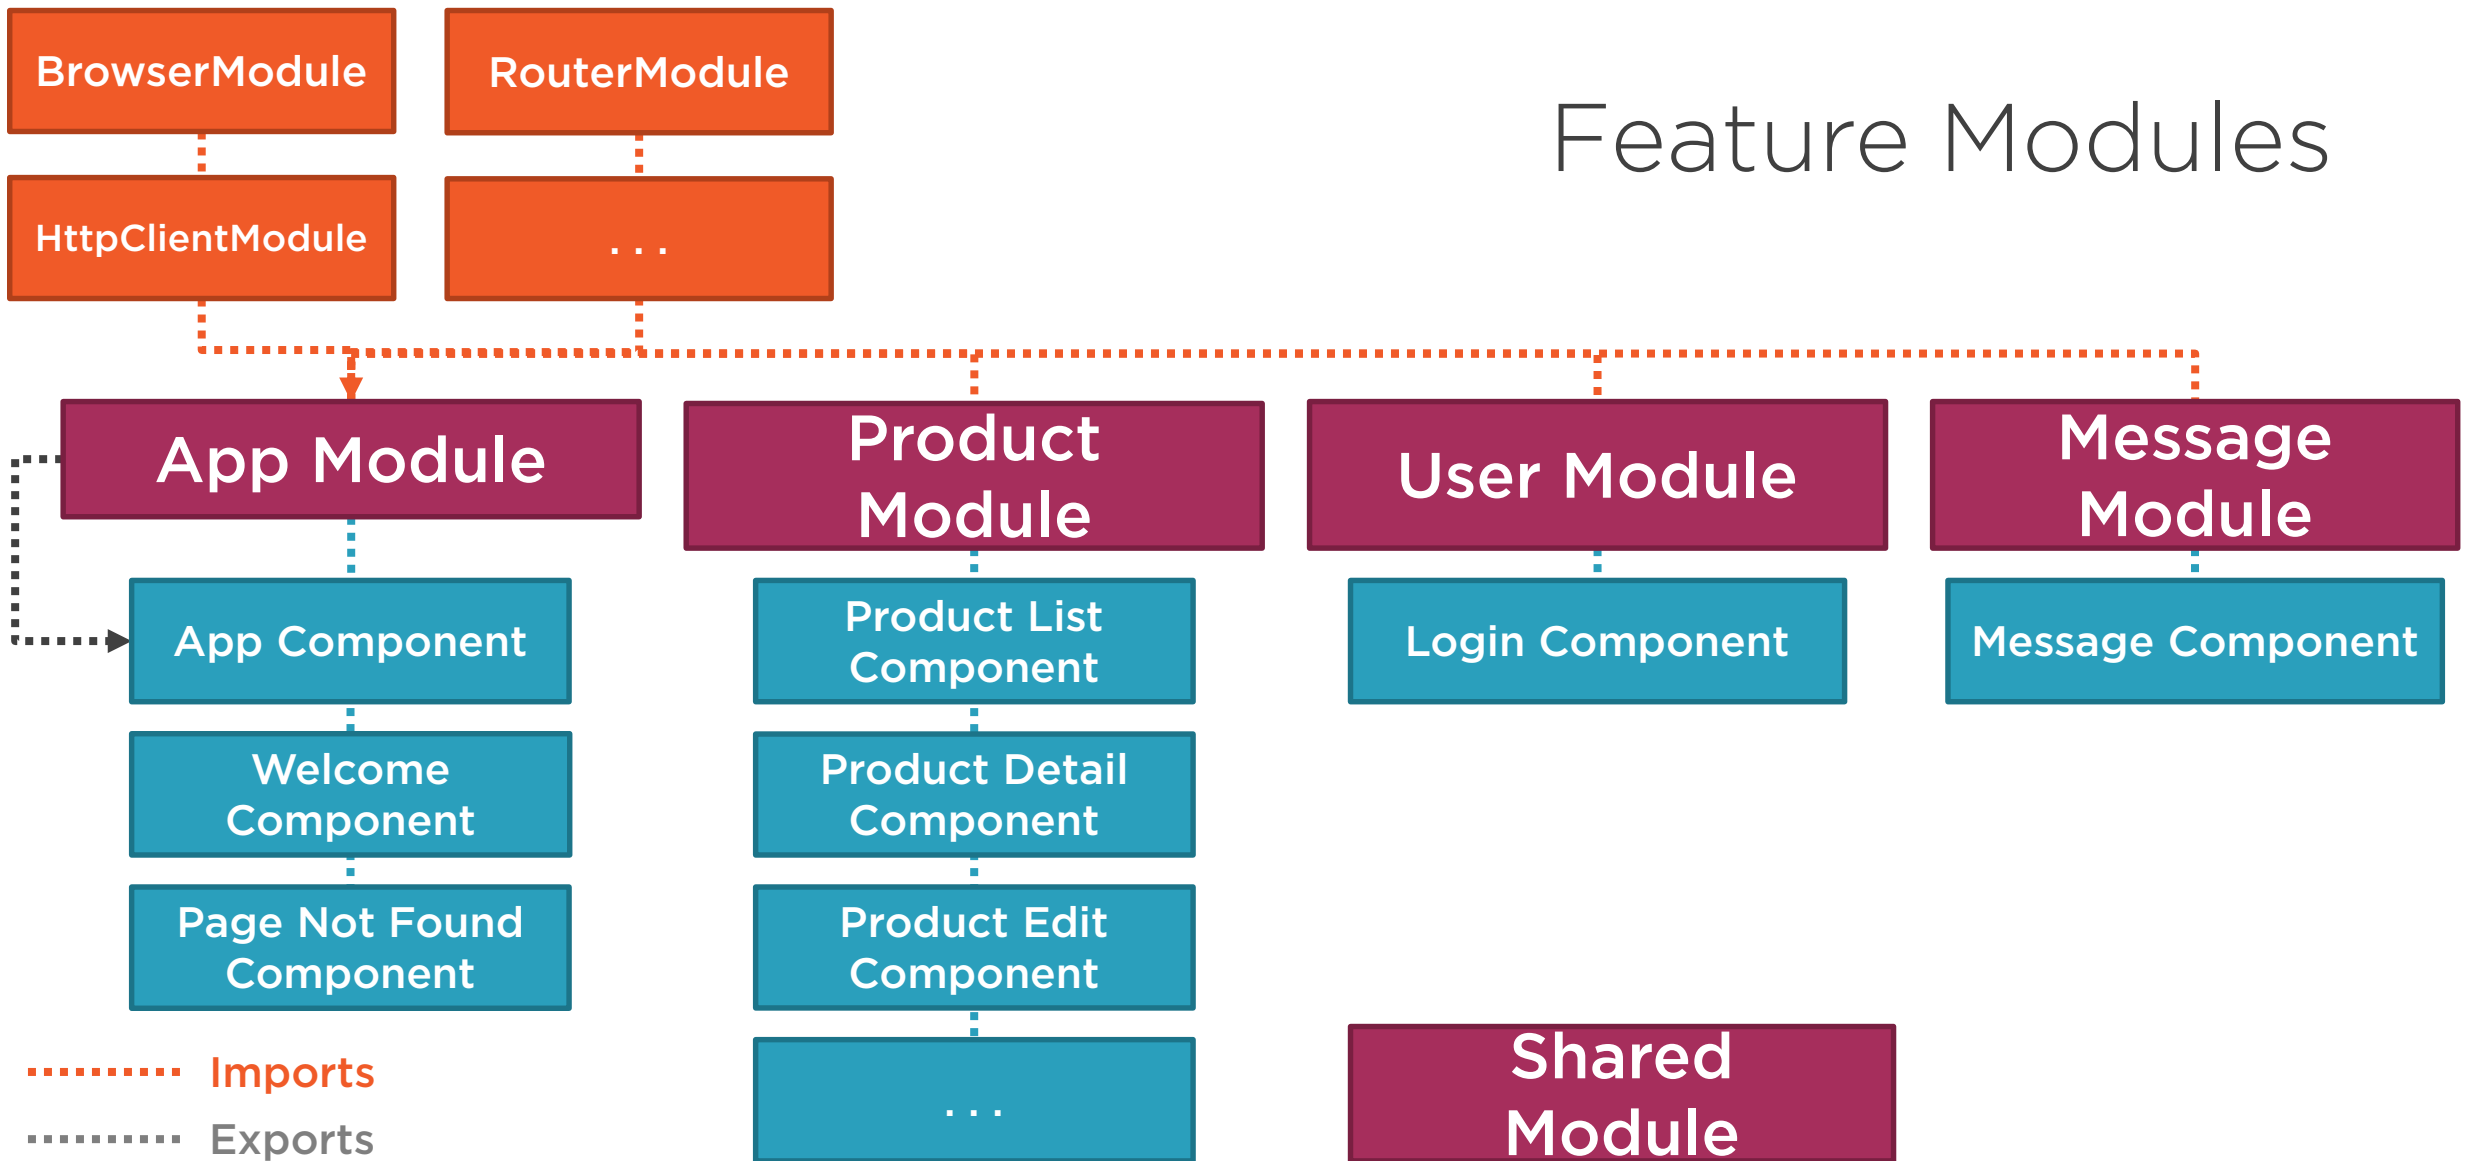 BrowserModule
RouterModule
Feature Modules
HttpClientModule
. . .
App Module
Product
Module
User Module
Message
Module
App Component
Welcome
Component
Page Not Found
Component
Product List
Component
Product Detail
Component
Product Edit
Component
. . .
Login Component
Message Component
Shared
Module
Imports
Exports